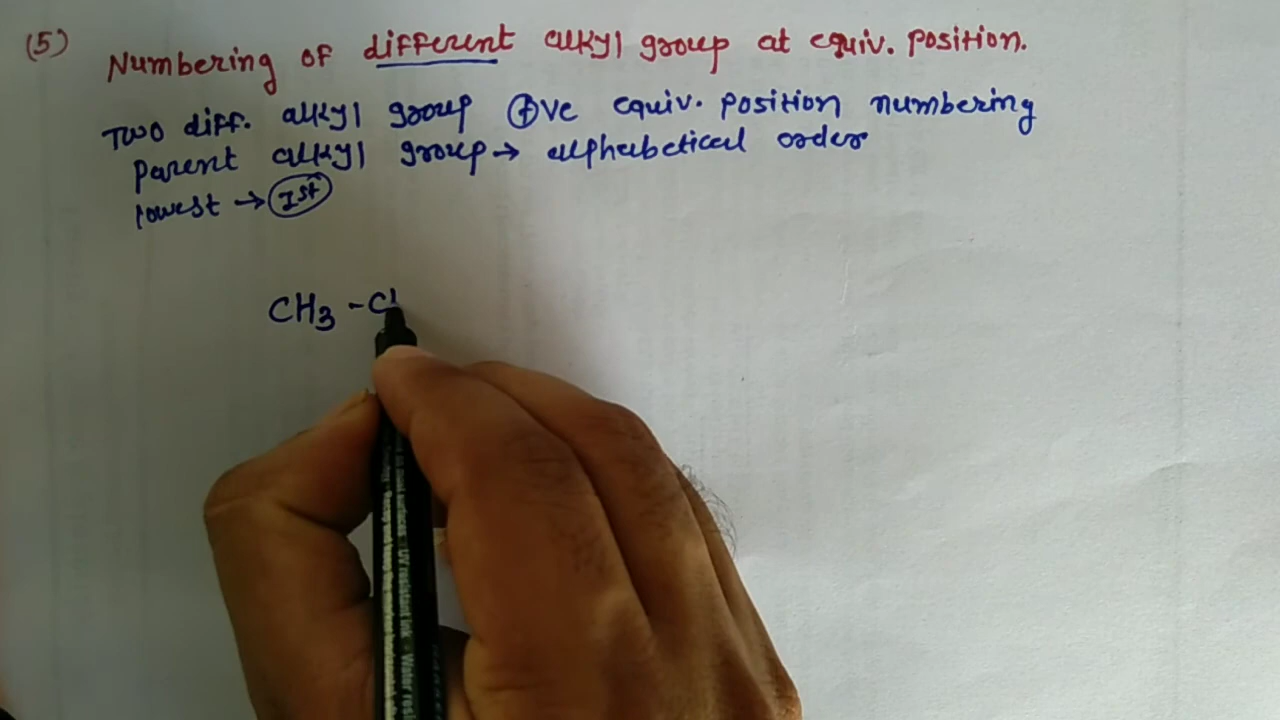 (5) Numbering of different alkyl group at equiv. position.
Two diff. alkyl group ⊕ve equiv. position numbering
parent alkyl group → alphabetical order
lowest → Ist
CH3 - C